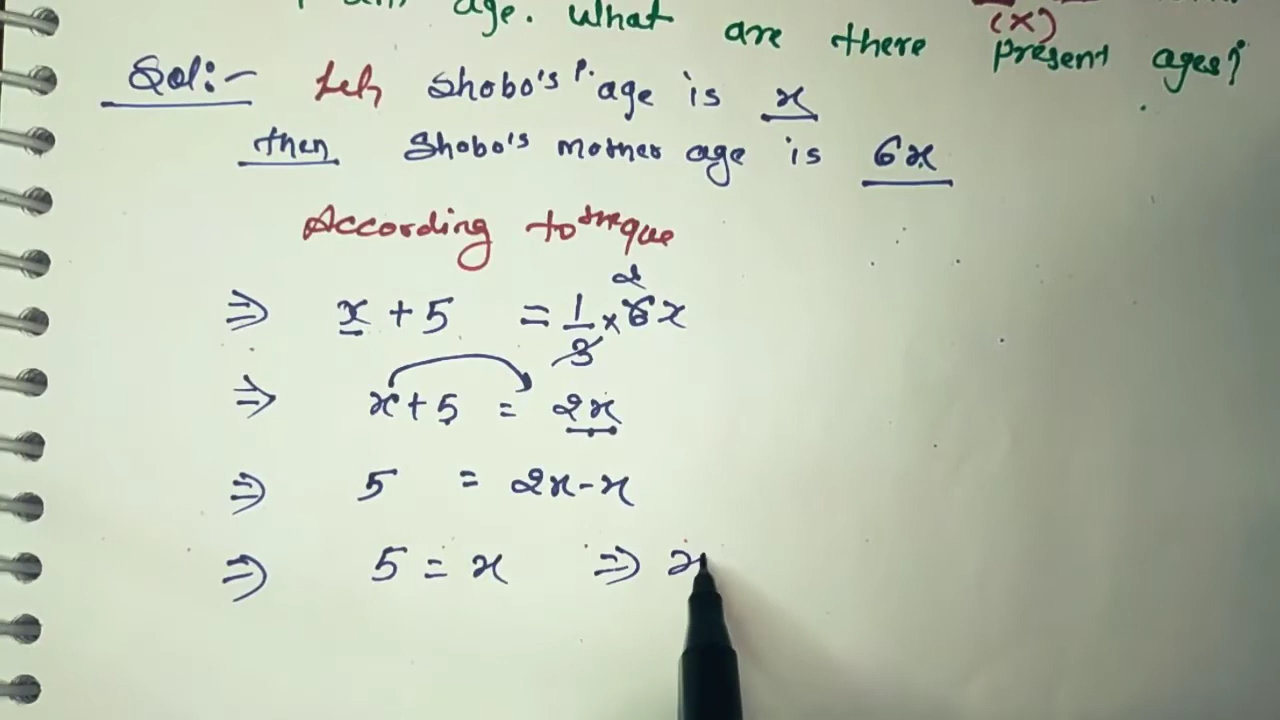 age. What are there present ages?
(x)
Sol:- Let Shobo's P. age is x
then Shobo's mother age is 6x
According to the que
⇒ x + 5 = 1/3 × 6x
2
⇒ x + 5 = 2x
⇒ 5 = 2x - x
⇒ 5 = x ⇒ x